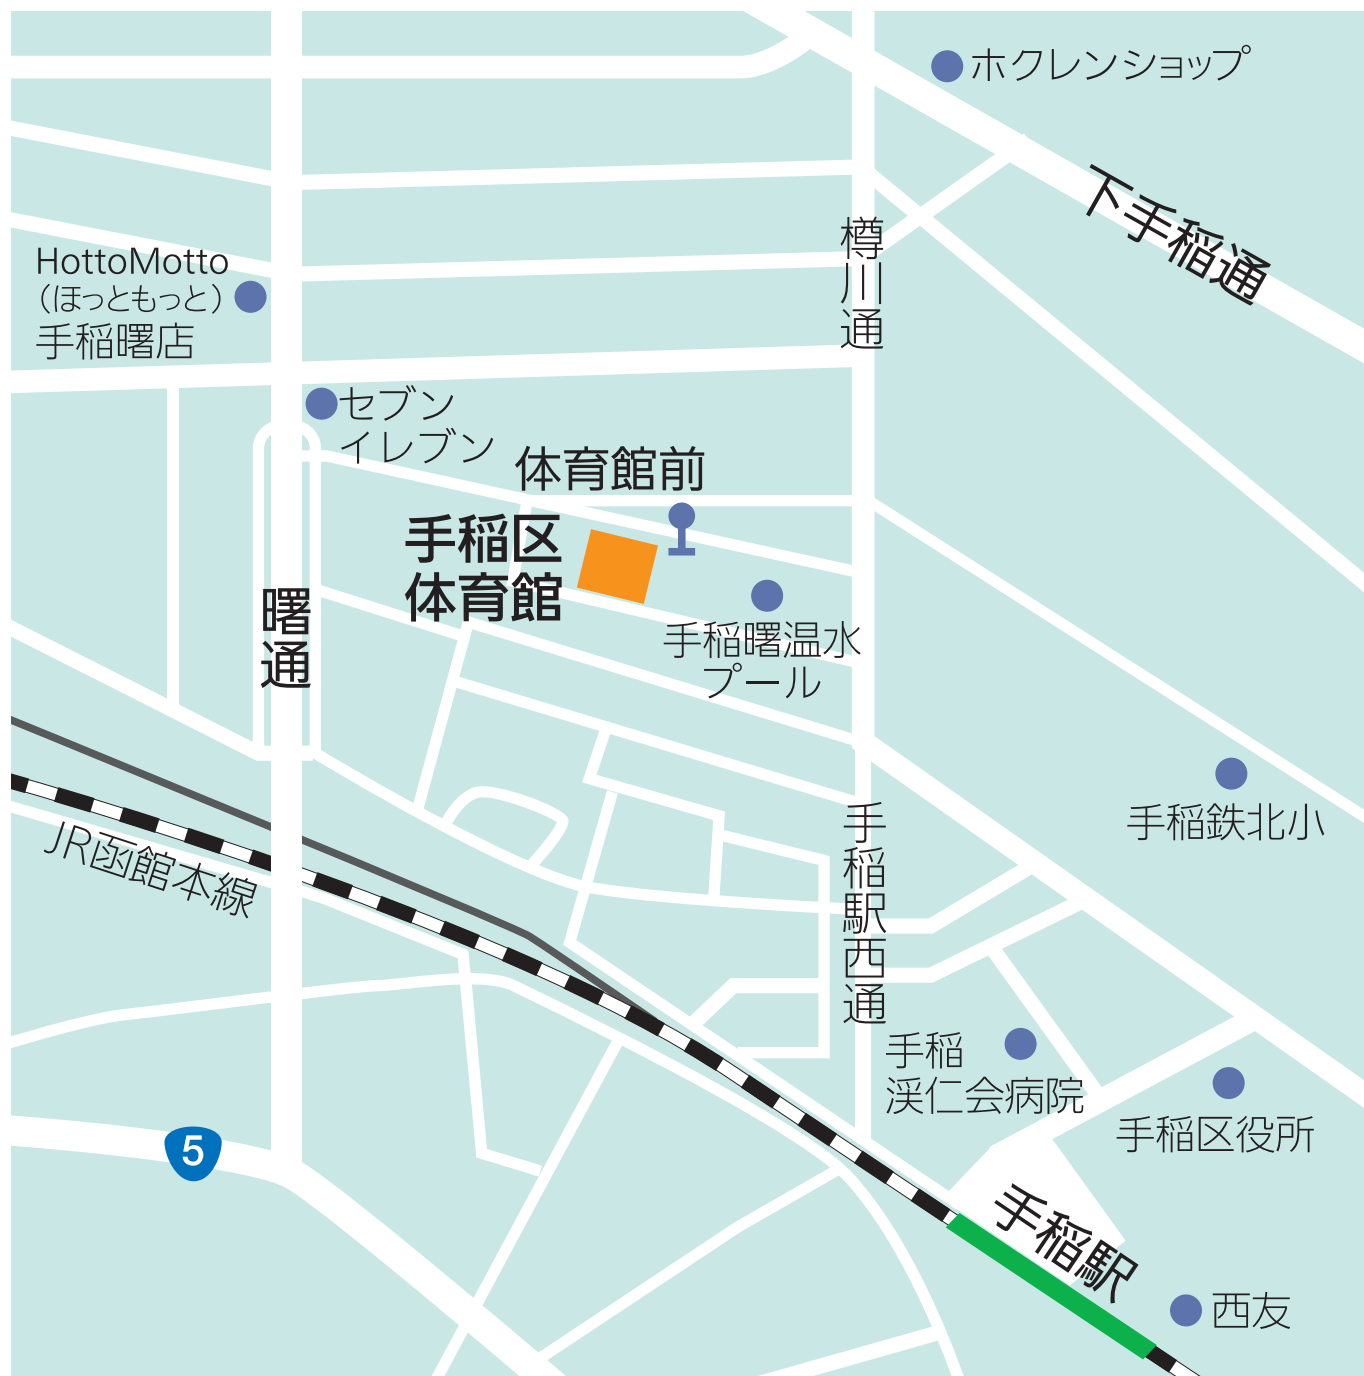 ホクレンショップ
下手稲通
樽川通
HottoMotto
（ほっともっと）
手稲曙店
セブン
イレブン
体育館前
手稲区
体育館
曙通
手稲曙温水
プール
手稲鉄北小
JR函館本線
手稲駅西通
手稲
渓仁会病院
手稲区役所
5
手稲駅
西友